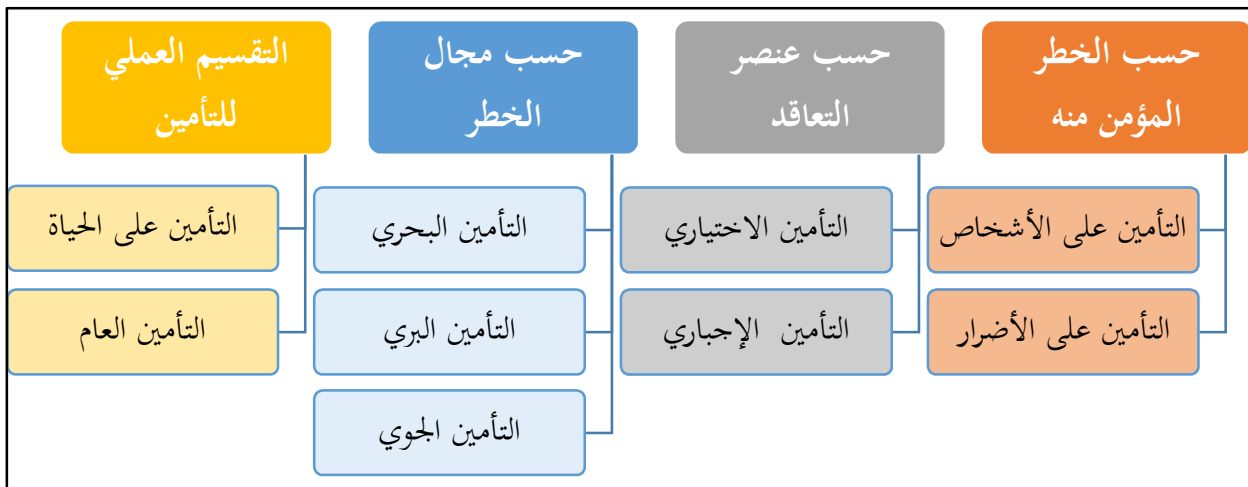 حسب الخطر
المؤمن منه
التأمين على الأشخاص
التأمين على الأضرار
حسب عنصر
التعاقد
التأمين الاختياري
التأمين الإجباري
حسب مجال
الخطر
التأمين البحري
التأمين البري
التأمين الجوي
التقسيم العملي
للتأمين
التأمين على الحياة
التأمين العام